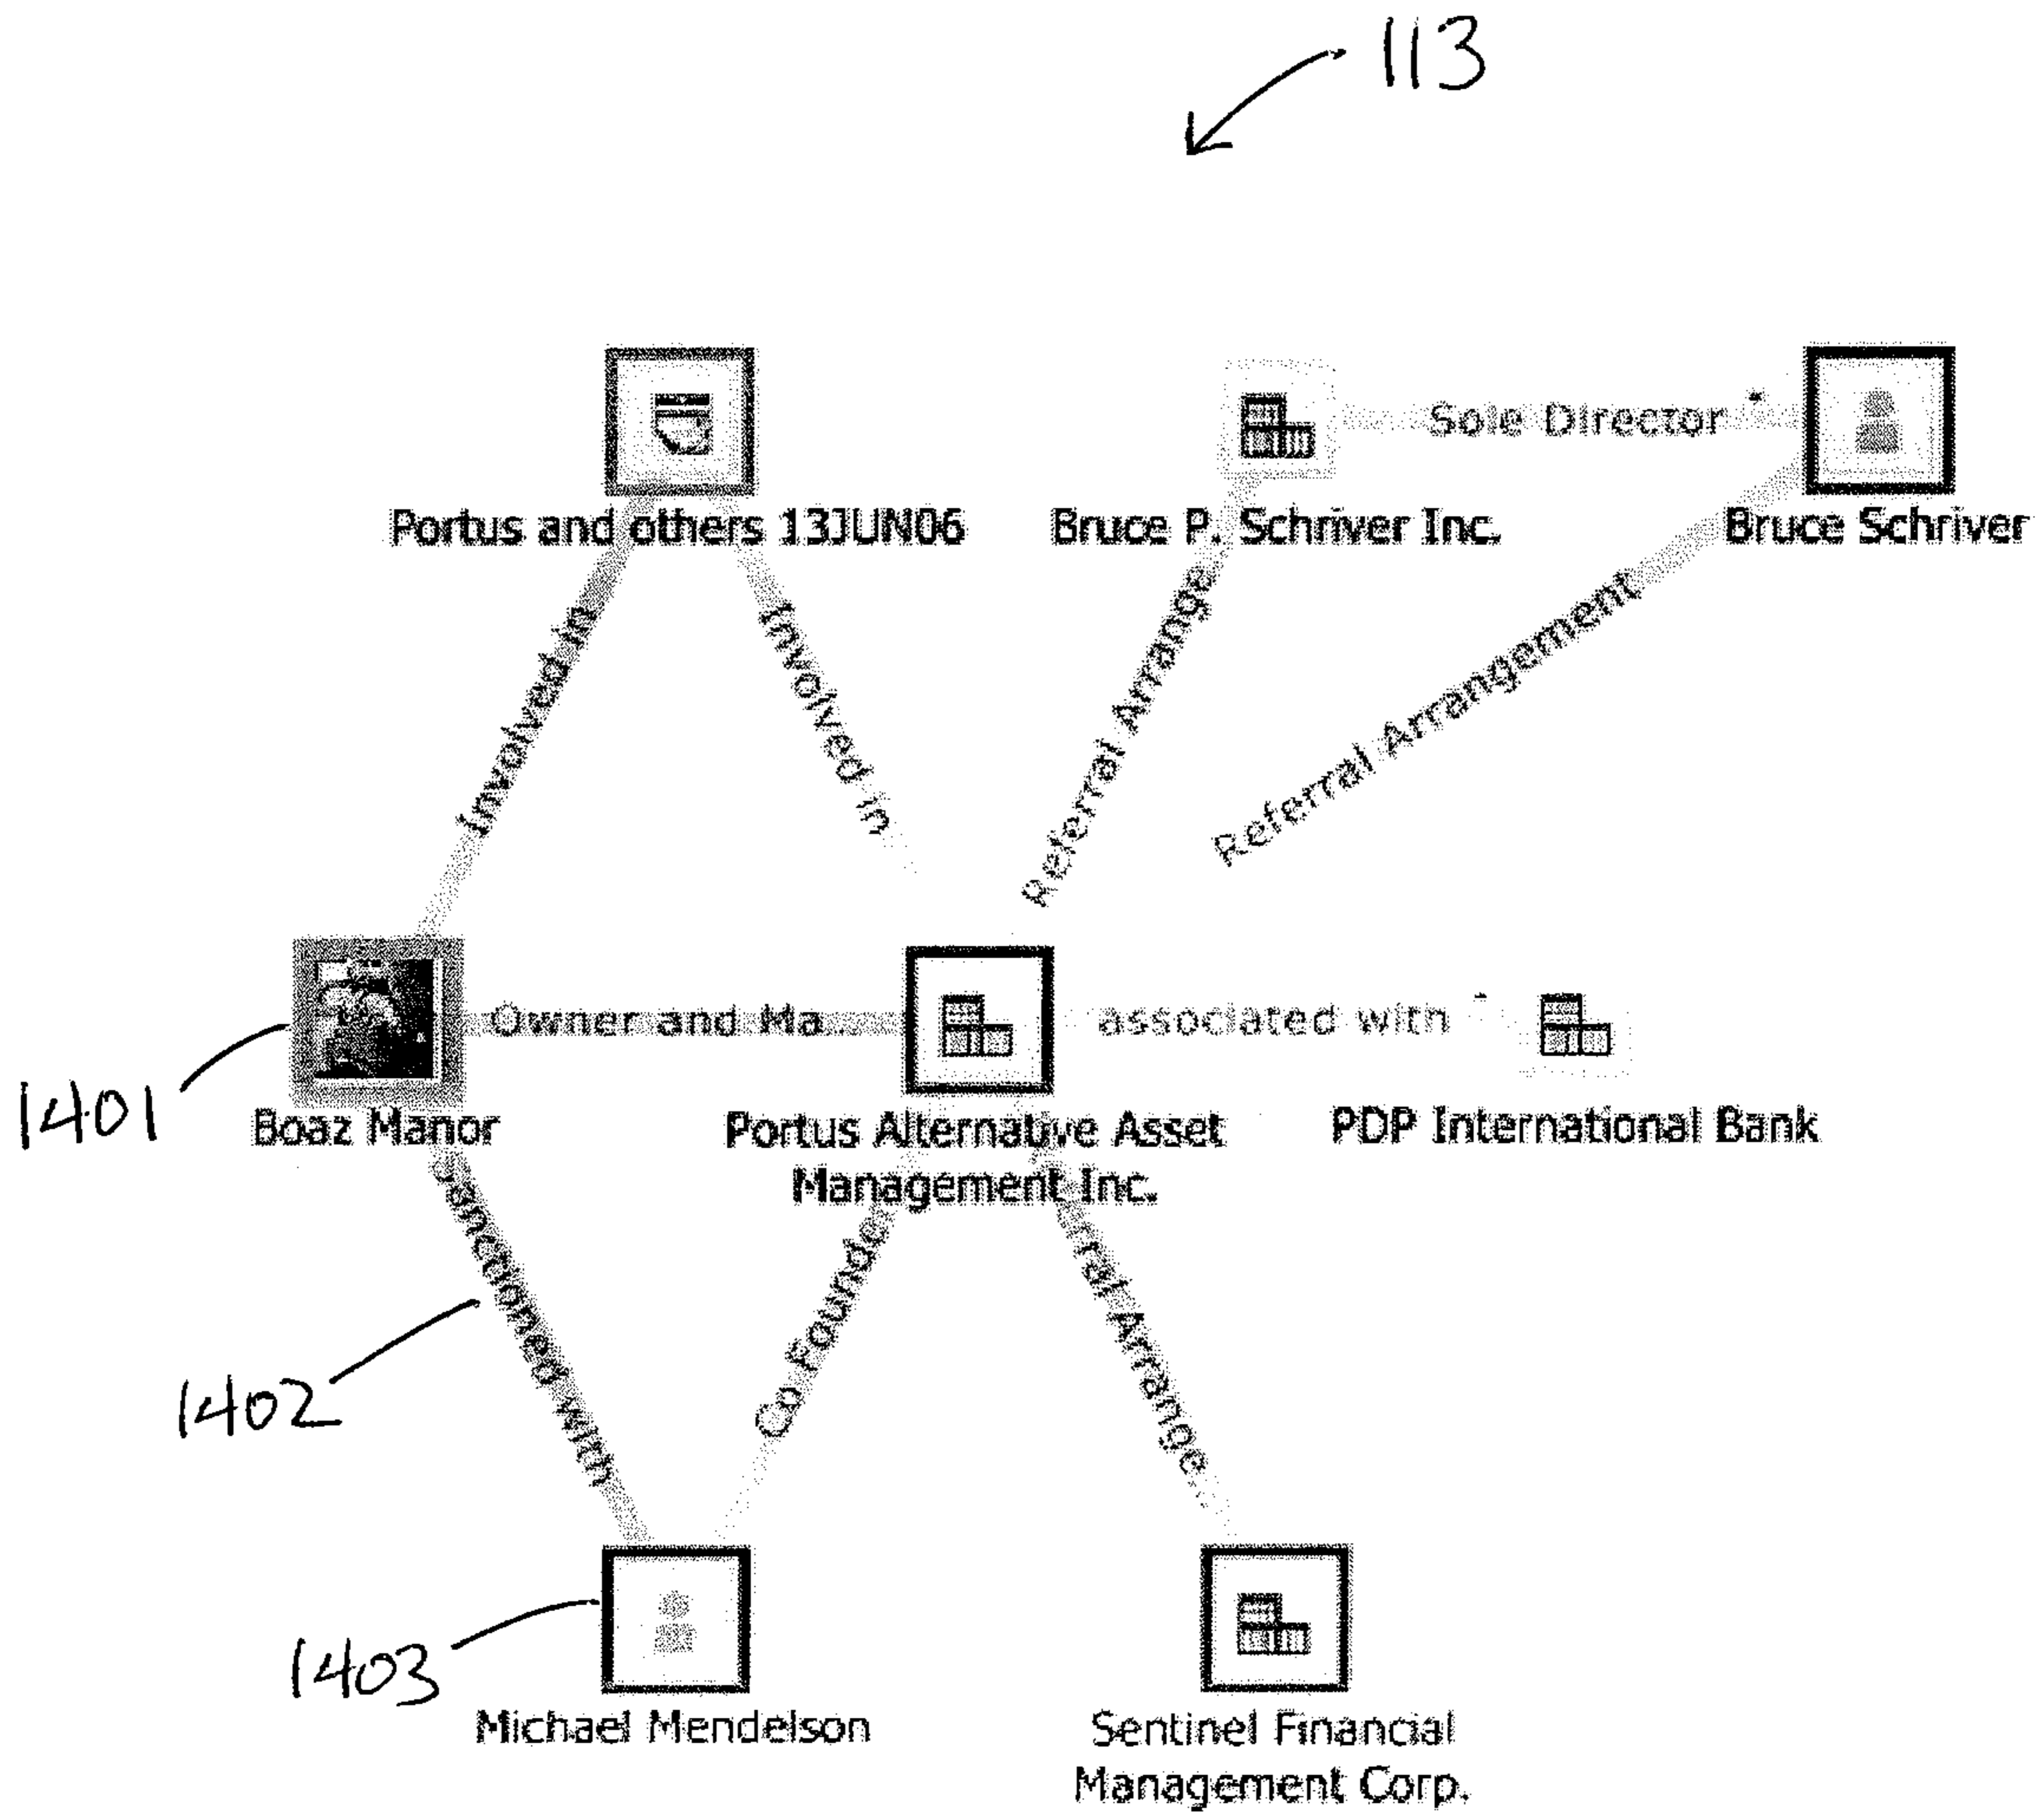 113
Sole Director
Portus and others 13JUN06
Bruce P. Schriver Inc.
Bruce Schriver
Involved in
Involved in
Referral Arrange
Referral Arrangement
Owner and Ma...
associated with
1401
Boaz Manor
Portus Alternative Asset
Management Inc.
PDP International Bank
anctioned with
Co Founde
rral Arrange
1402
1403
Michael Mendelson
Sentinel Financial
Management Corp.